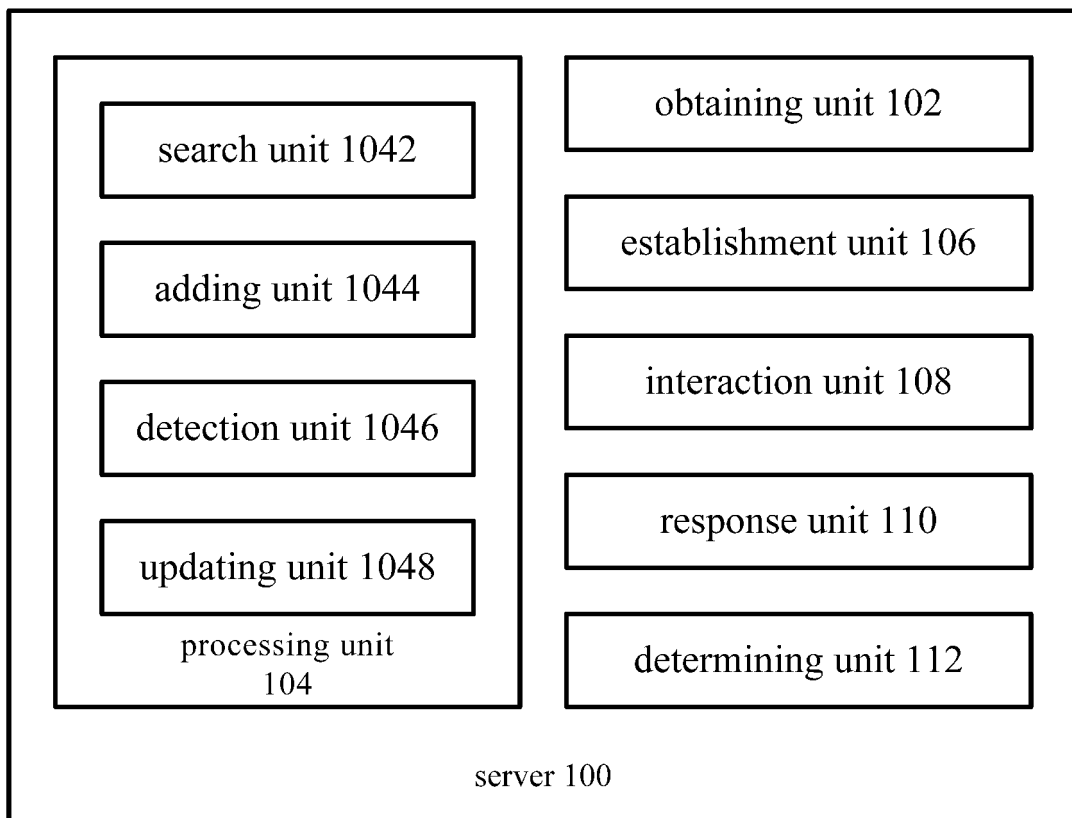 search unit 1042
adding unit 1044
detection unit 1046
updating unit 1048
processing unit
104
obtaining unit 102
establishment unit 106
interaction unit 108
response unit 110
determining unit 112
server 100